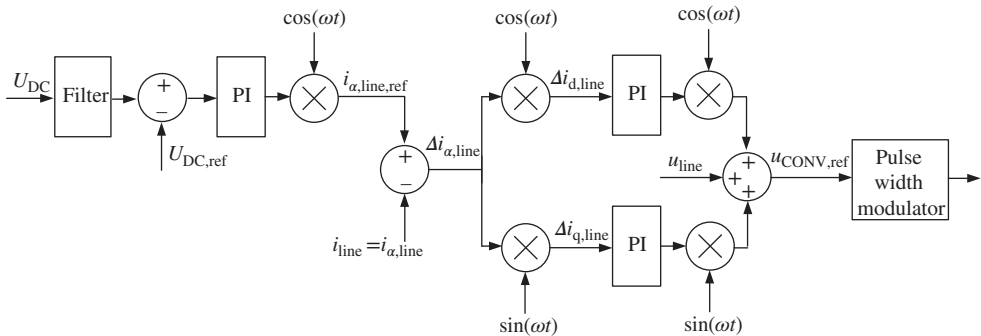 cos(ωt)
cos(ωt)
cos(ωt)
U_DC
Filter
+
−
U_DC,ref
PI
i_α,line,ref
+
−
Δi_α,line
i_line = i_α,line
Δi_d,line
PI
u_line
+
+
+
u_CONV,ref
Pulse
width
modulator
Δi_q,line
PI
sin(ωt)
sin(ωt)